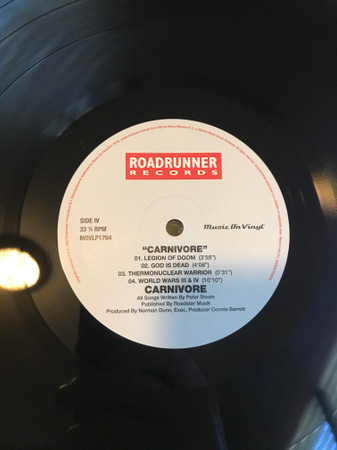 ROADRUNNER
RECORDS
SIDE IV
33 ⅓ RPM
MOVLP1764
Music On Vinyl
"CARNIVORE"
01. LEGION OF DOOM (3'55")
02. GOD IS DEAD (4'08")
03. THERMONUCLEAR WARRIOR (5'31")
04. WORLD WARS III & IV (10'10")
CARNIVORE
All Songs Written By Peter Steele
Published By Roadster Musik
Produced By Norman Dunn, Exec. Producer Connie Barrett